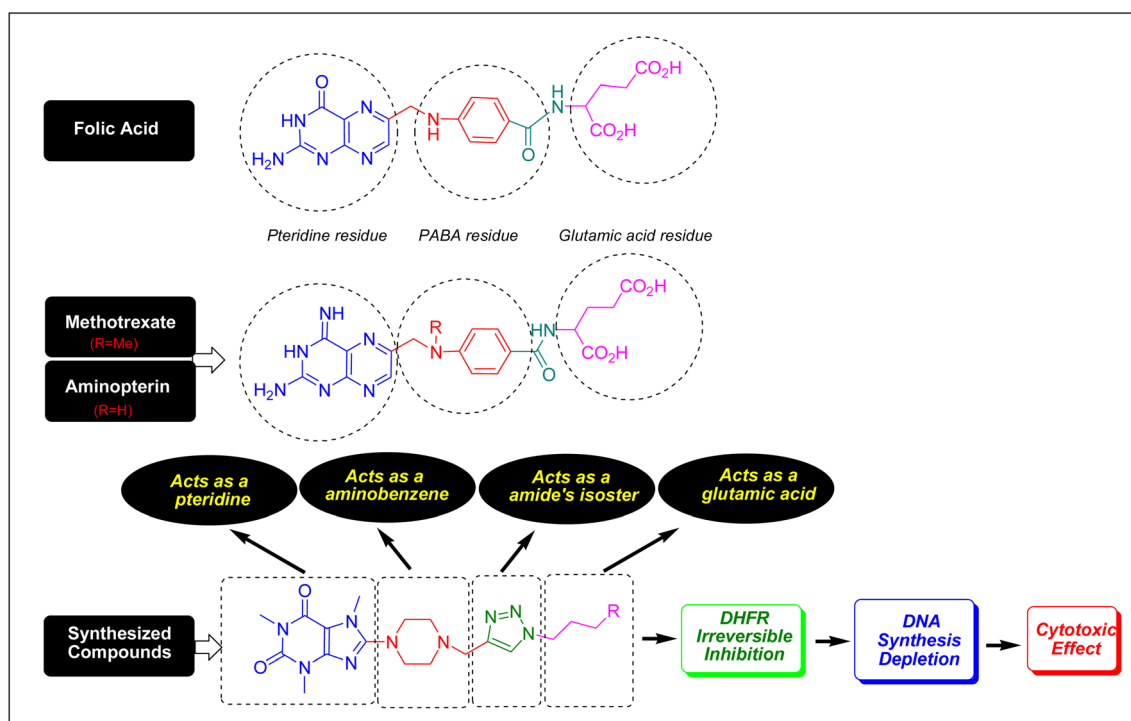 Folic Acid
O
HN
N
H2N
N
N
N
H
H
N
O
CO2H
CO2H
Pteridine residue
PABA residue
Glutamic acid residue
Methotrexate
(R=Me)
Aminopterin
(R=H)
NH
HN
N
H2N
N
N
R
N
HN
O
CO2H
CO2H
Acts as a
pteridine
Acts as a
aminobenzene
Acts as a
amide's isoster
Acts as a
glutamic acid
Synthesized
Compounds
O
N
N
O
N
N
N
N
N
N
N
R
DHFR
Irreversible
Inhibition
DNA
Synthesis
Depletion
Cytotoxic
Effect